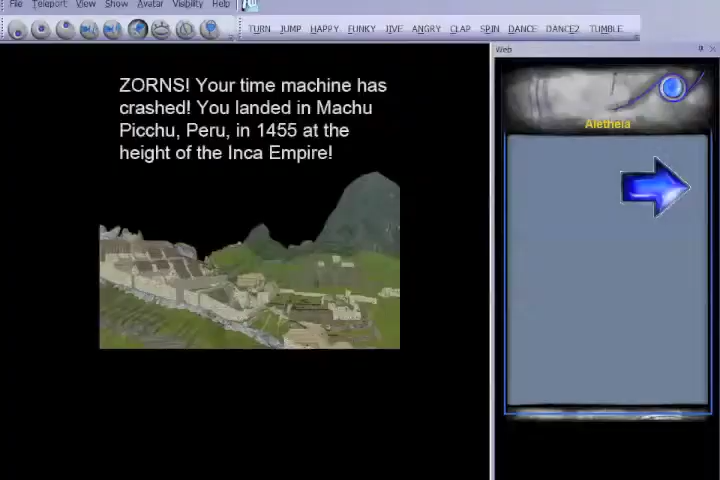 File Teleport View Show Avatar Visibility Help
TURN JUMP HAPPY FUNKY JIVE ANGRY CLAP SPIN DANCE DANCE2 TUMBLE
Web
ZORNS! Your time machine has
crashed! You landed in Machu
Picchu, Peru, in 1455 at the
height of the Inca Empire!
Aletheia